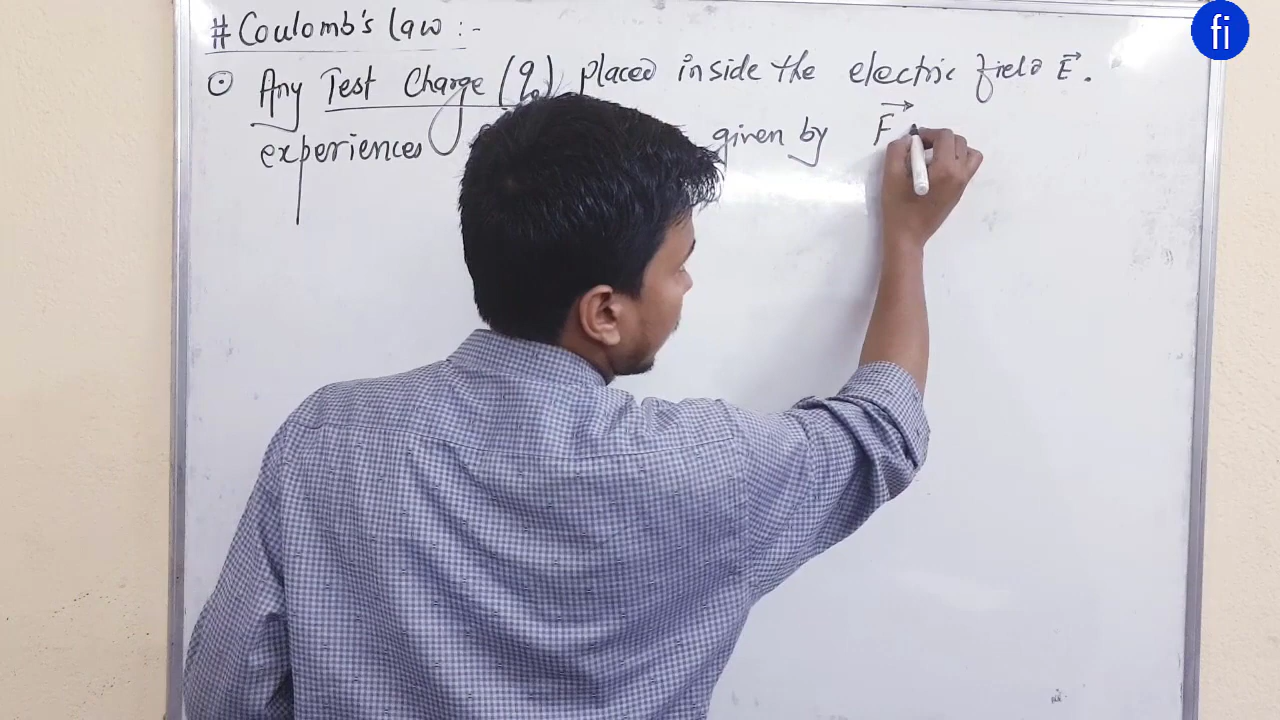 # Coulomb's law :-
fi
⊙ Any Test Charge (q₀) placed inside the electric field E⃗.
experiences given by F⃗